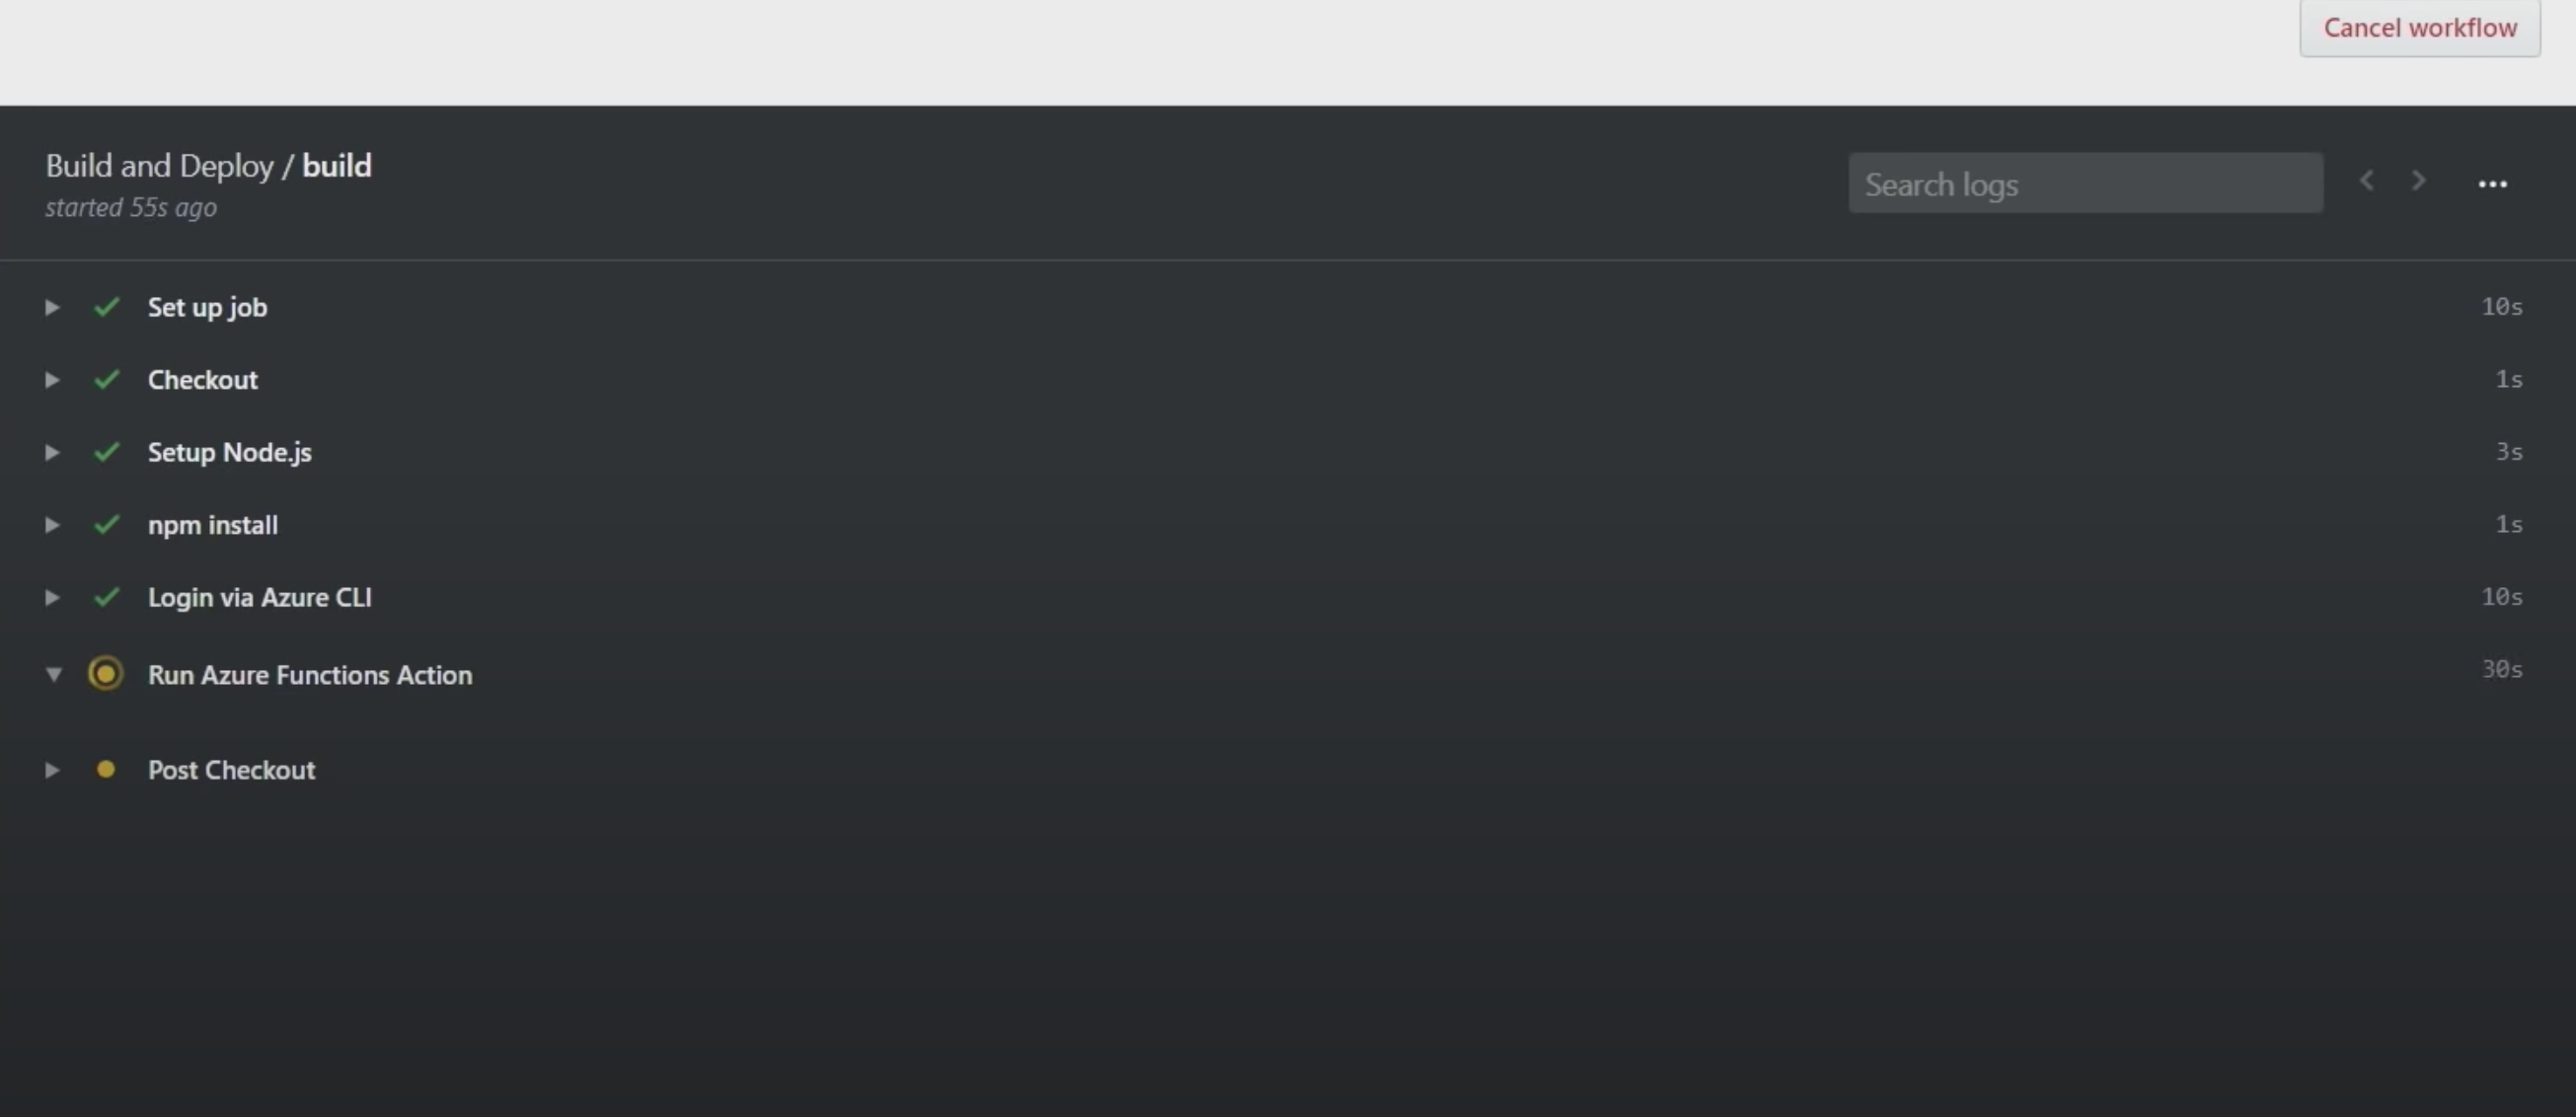 Cancel workflow
Build and Deploy / build
started 55s ago
Search logs
Set up job 10s
Checkout 1s
Setup Node.js 3s
npm install 1s
Login via Azure CLI 10s
Run Azure Functions Action 30s
Post Checkout